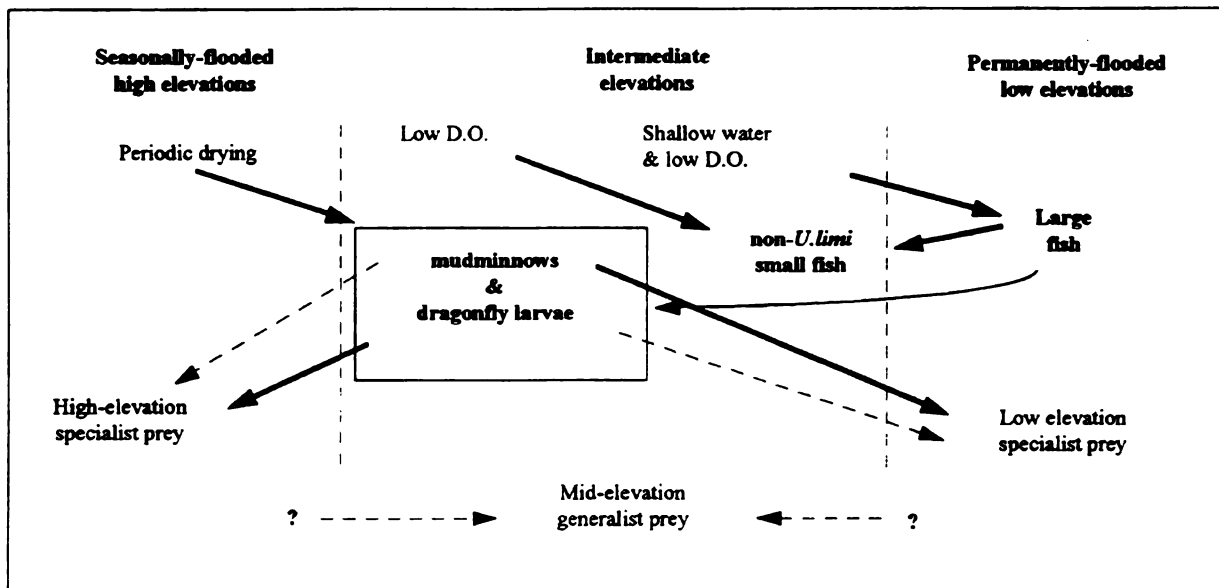 Seasonally-flooded
high elevations
Intermediate
elevations
Permanently-flooded
low elevations
Periodic drying
Low D.O.
Shallow water
& low D.O.
Large
fish
non-U.limi
small fish
mudminnows
&
dragonfly larvae
High-elevation
specialist prey
Low elevation
specialist prey
Mid-elevation
generalist prey
?
?